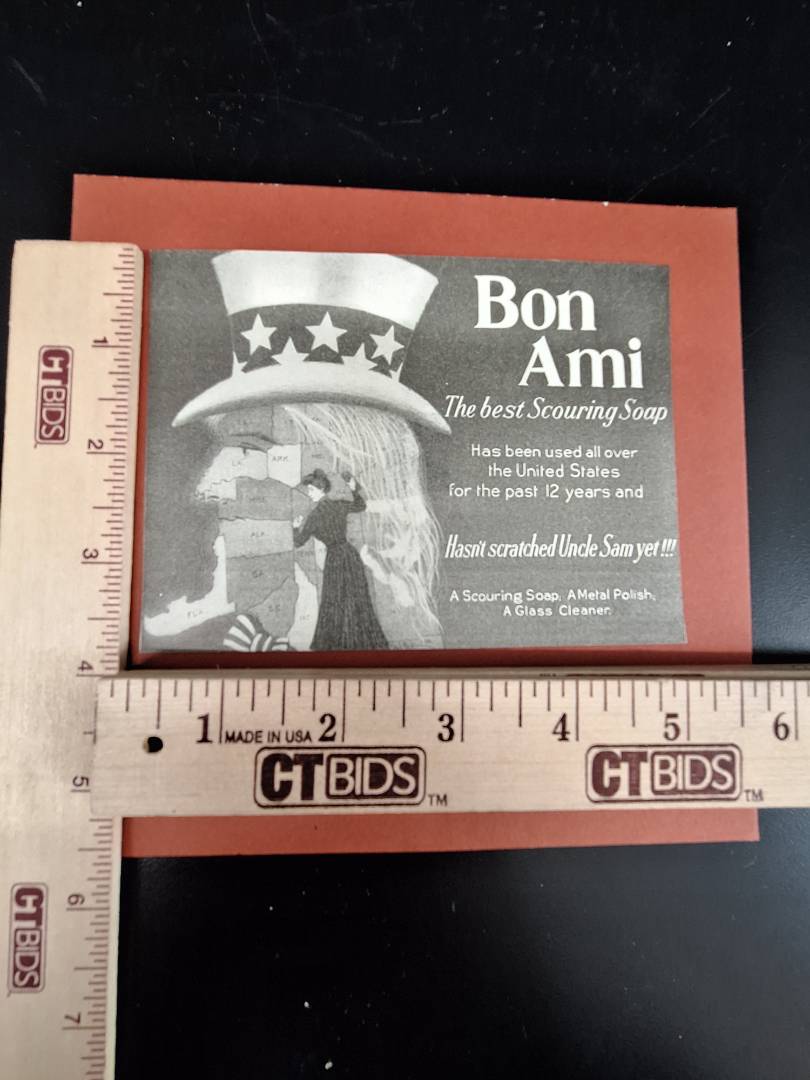 Bon
Ami
The best Scouring Soap
Has been used all over
the United States
for the past 12 years and
Hasn't scratched Uncle Sam yet!!!
A Scouring Soap, A Metal Polish,
A Glass Cleaner.
LA.
ARK.
ALA.
GA.
FLA.
1
CTBIDS
2
3
4
5
6
CTBIDS
7
1 MADE IN USA 2 3 4 5 6
CTBIDS TM CTBIDS TM